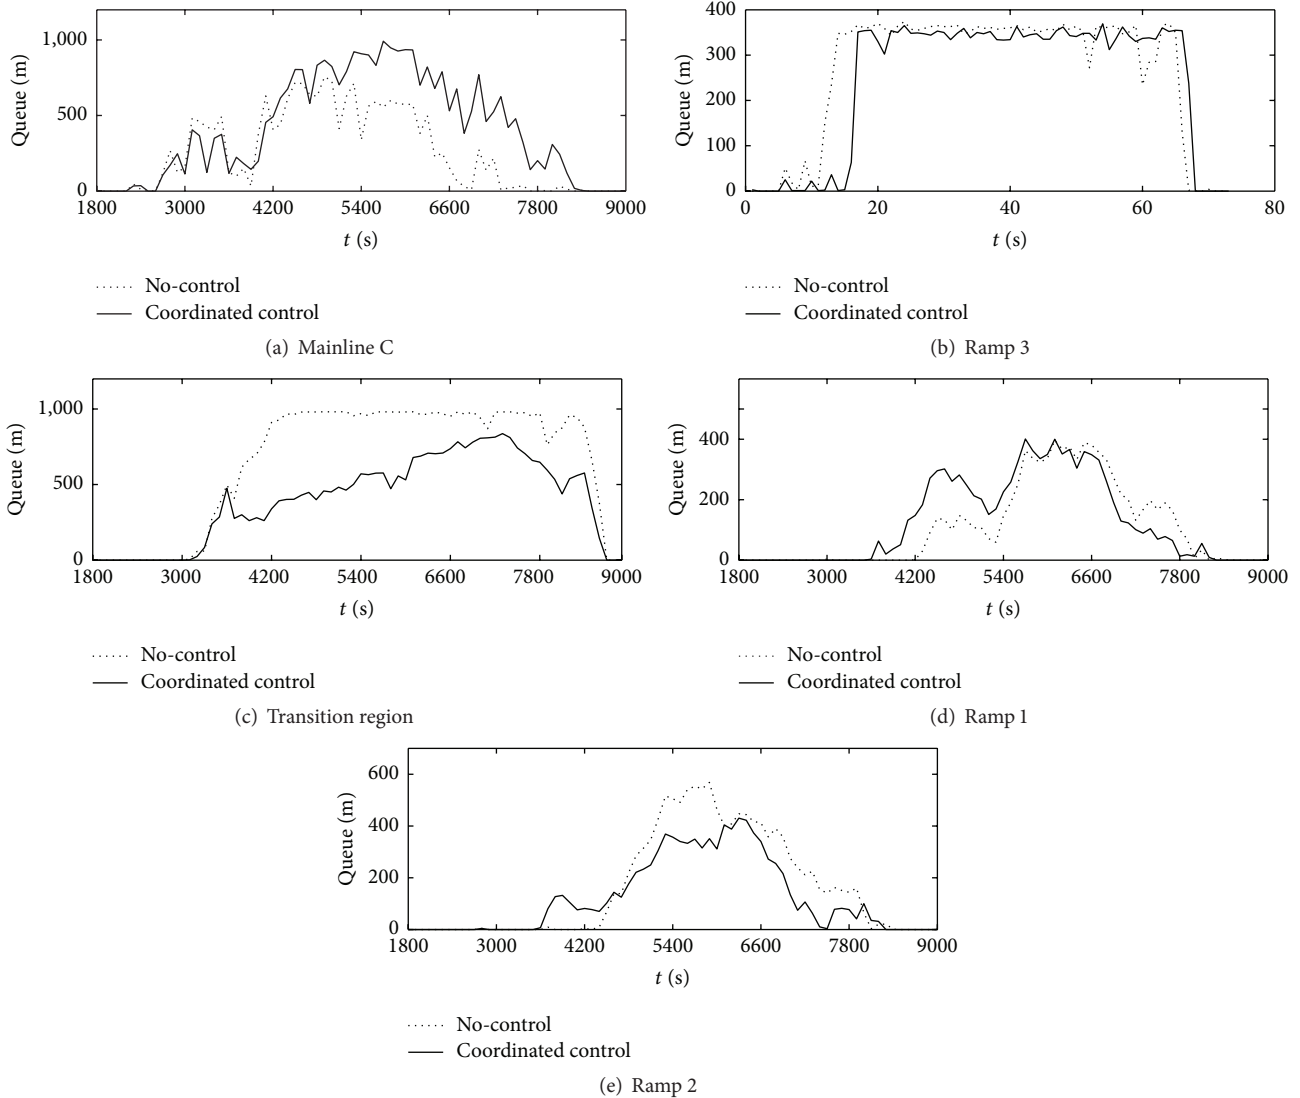 1,000
500
0
Queue (m)
1800 3000 4200 5400 6600 7800 9000
t (s)
No-control
Coordinated control
(a) Mainline C
400
300
200
100
0
Queue (m)
0 20 40 60 80
t (s)
No-control
Coordinated control
(b) Ramp 3
1,000
500
0
Queue (m)
1800 3000 4200 5400 6600 7800 9000
t (s)
No-control
Coordinated control
(c) Transition region
400
200
0
Queue (m)
1800 3000 4200 5400 6600 7800 9000
t (s)
No-control
Coordinated control
(d) Ramp 1
600
400
200
0
Queue (m)
1800 3000 4200 5400 6600 7800 9000
t (s)
No-control
Coordinated control
(e) Ramp 2